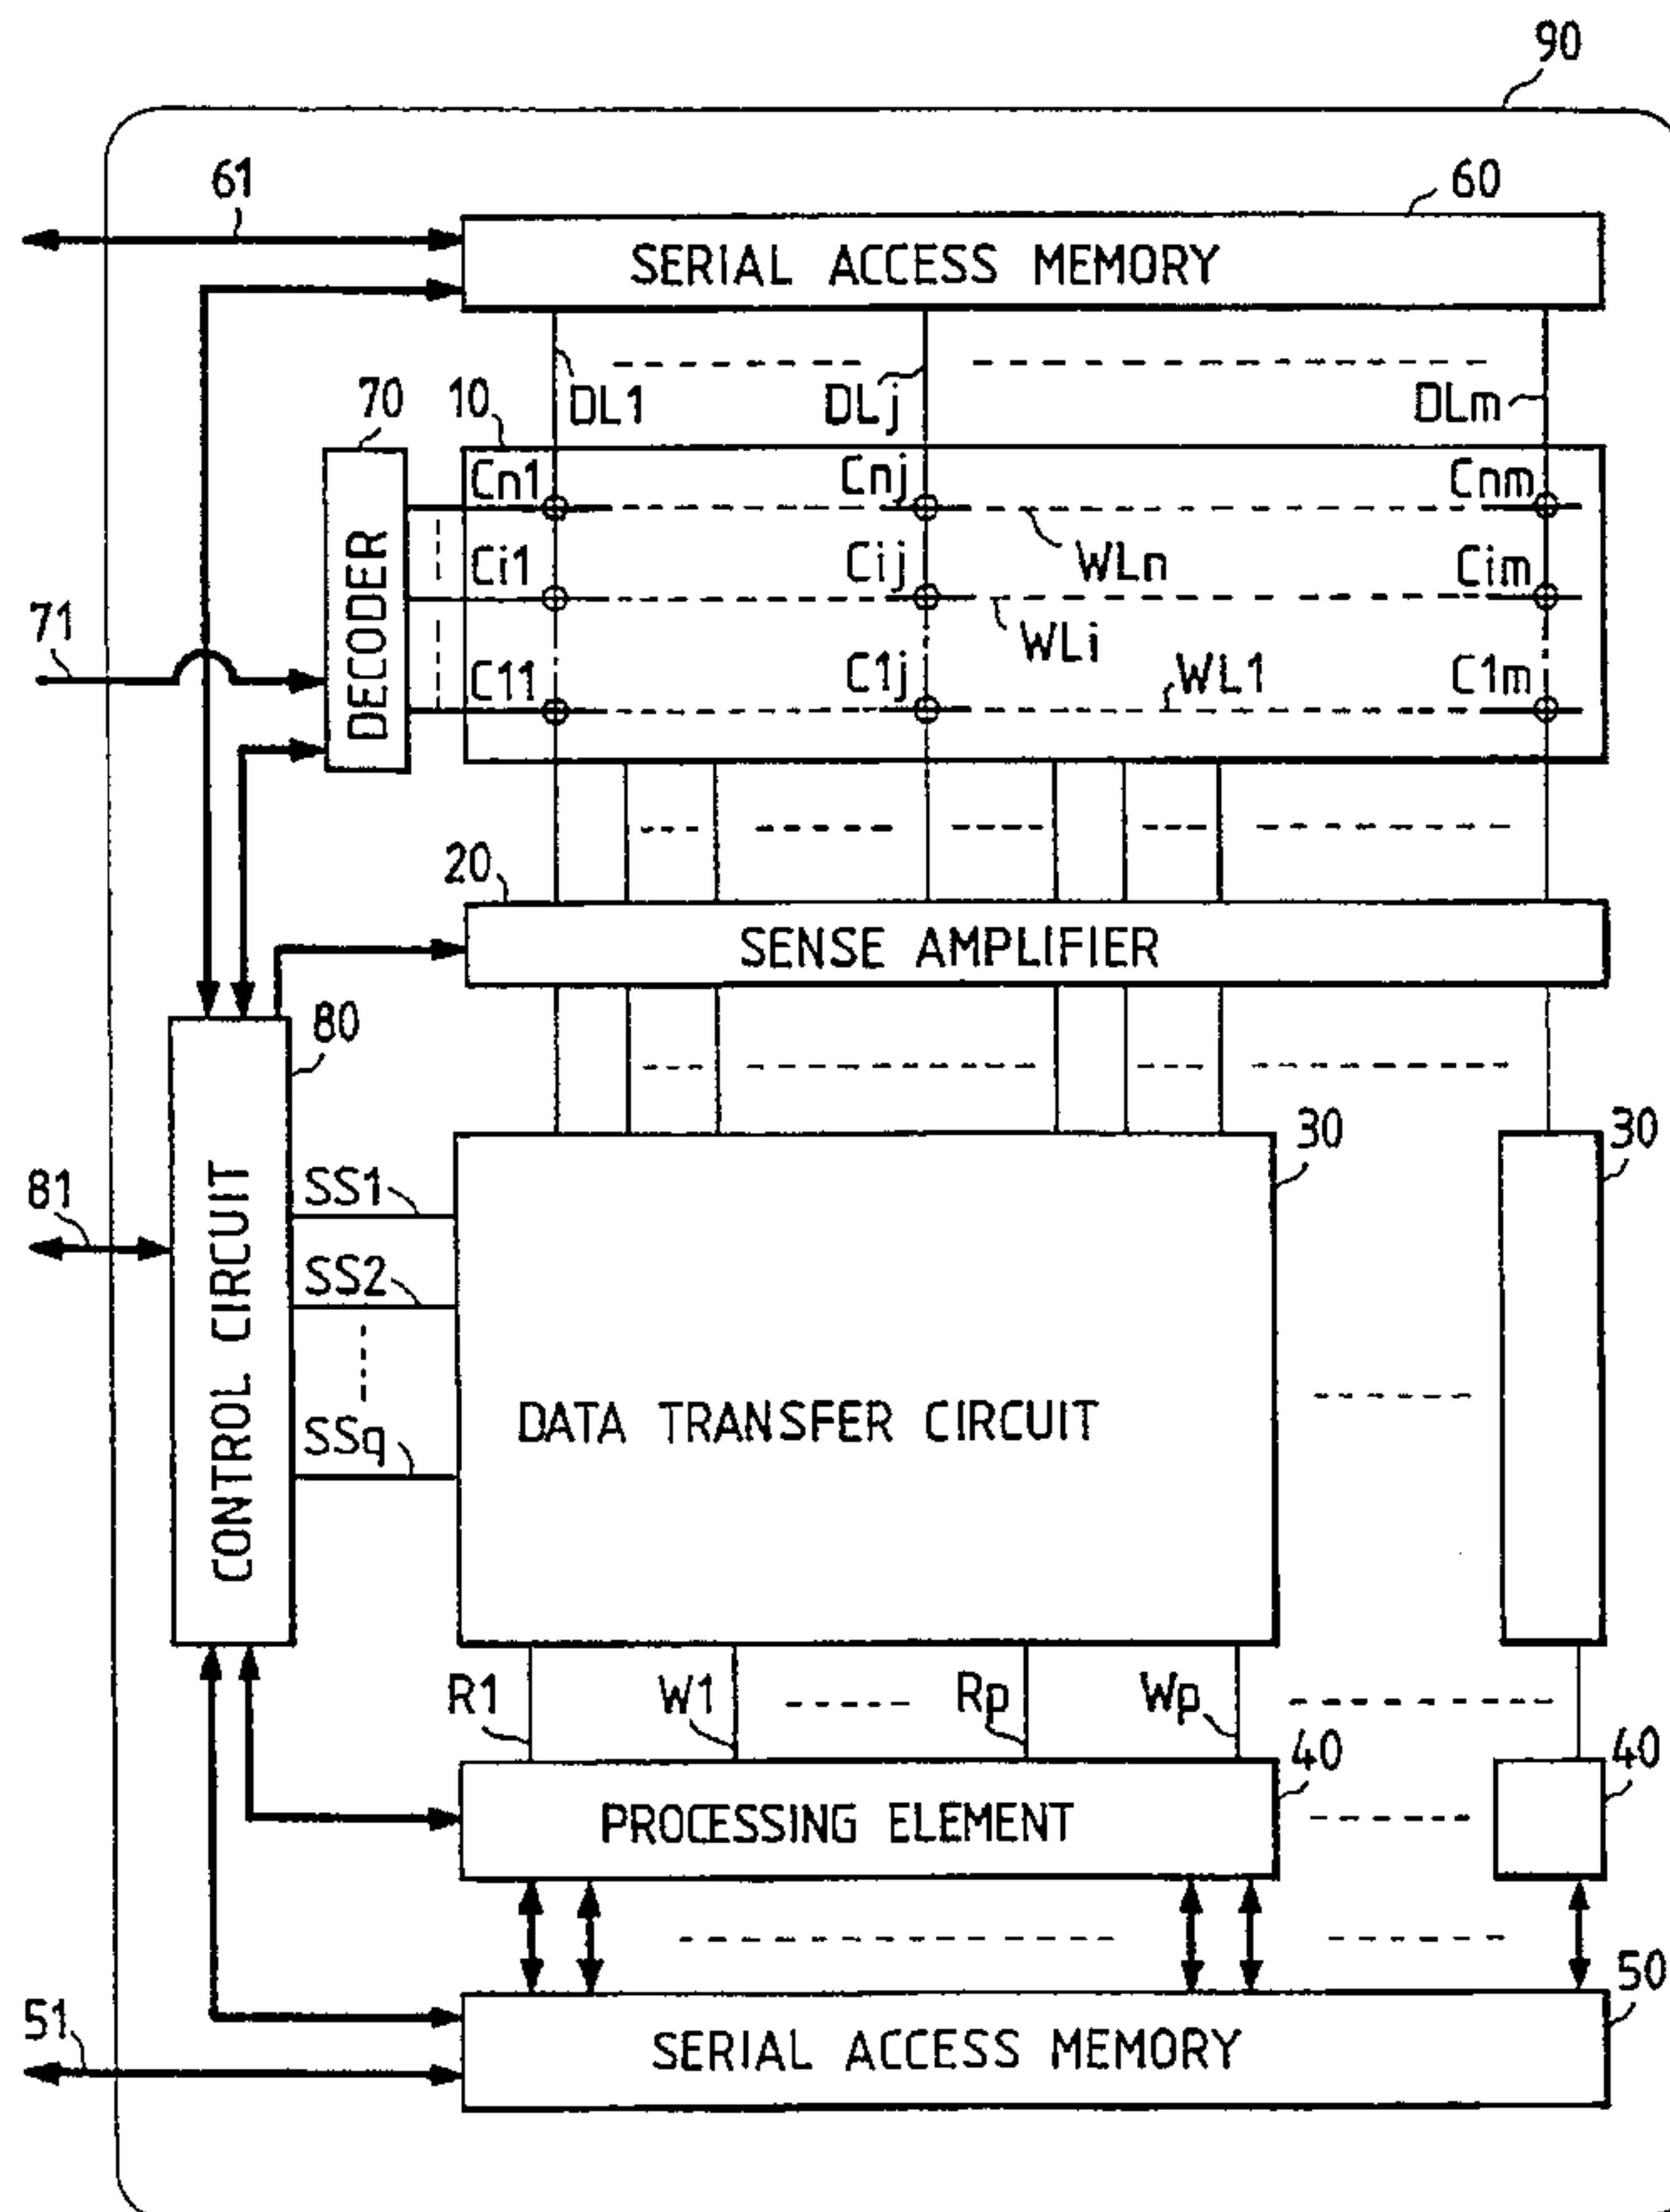 90
61
60
SERIAL ACCESS MEMORY
70
10
DL1
DLj
DLm
Cn1
Cnj
Cnm
WLn
Ci1
Cij
Cim
WLi
71
DECODER
C11
C1j
WL1
C1m
20
SENSE AMPLIFIER
80
30
30
81
CONTROL CIRCUIT
SS1
SS2
SSq
DATA TRANSFER CIRCUIT
R1
W1
Rp
Wp
40
40
PROCESSING ELEMENT
50
51
SERIAL ACCESS MEMORY